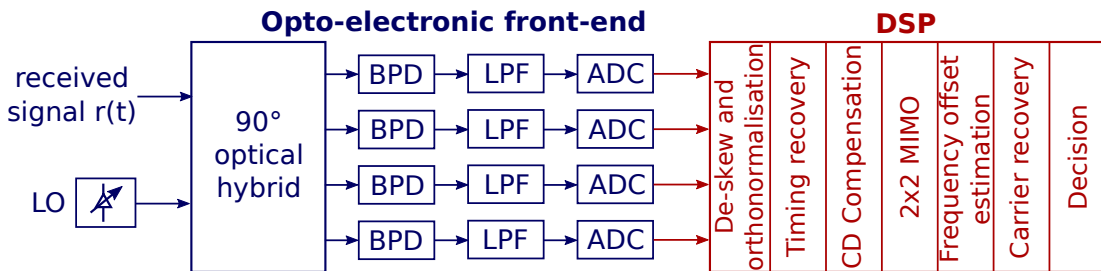 Opto-electronic front-end
DSP
received
signal r(t)
LO
90°
optical
hybrid
BPD
LPF
ADC
BPD
LPF
ADC
BPD
LPF
ADC
BPD
LPF
ADC
De-skew and
orthonormalisation
Timing recovery
CD Compensation
2x2 MIMO
Frequency offset
estimation
Carrier recovery
Decision